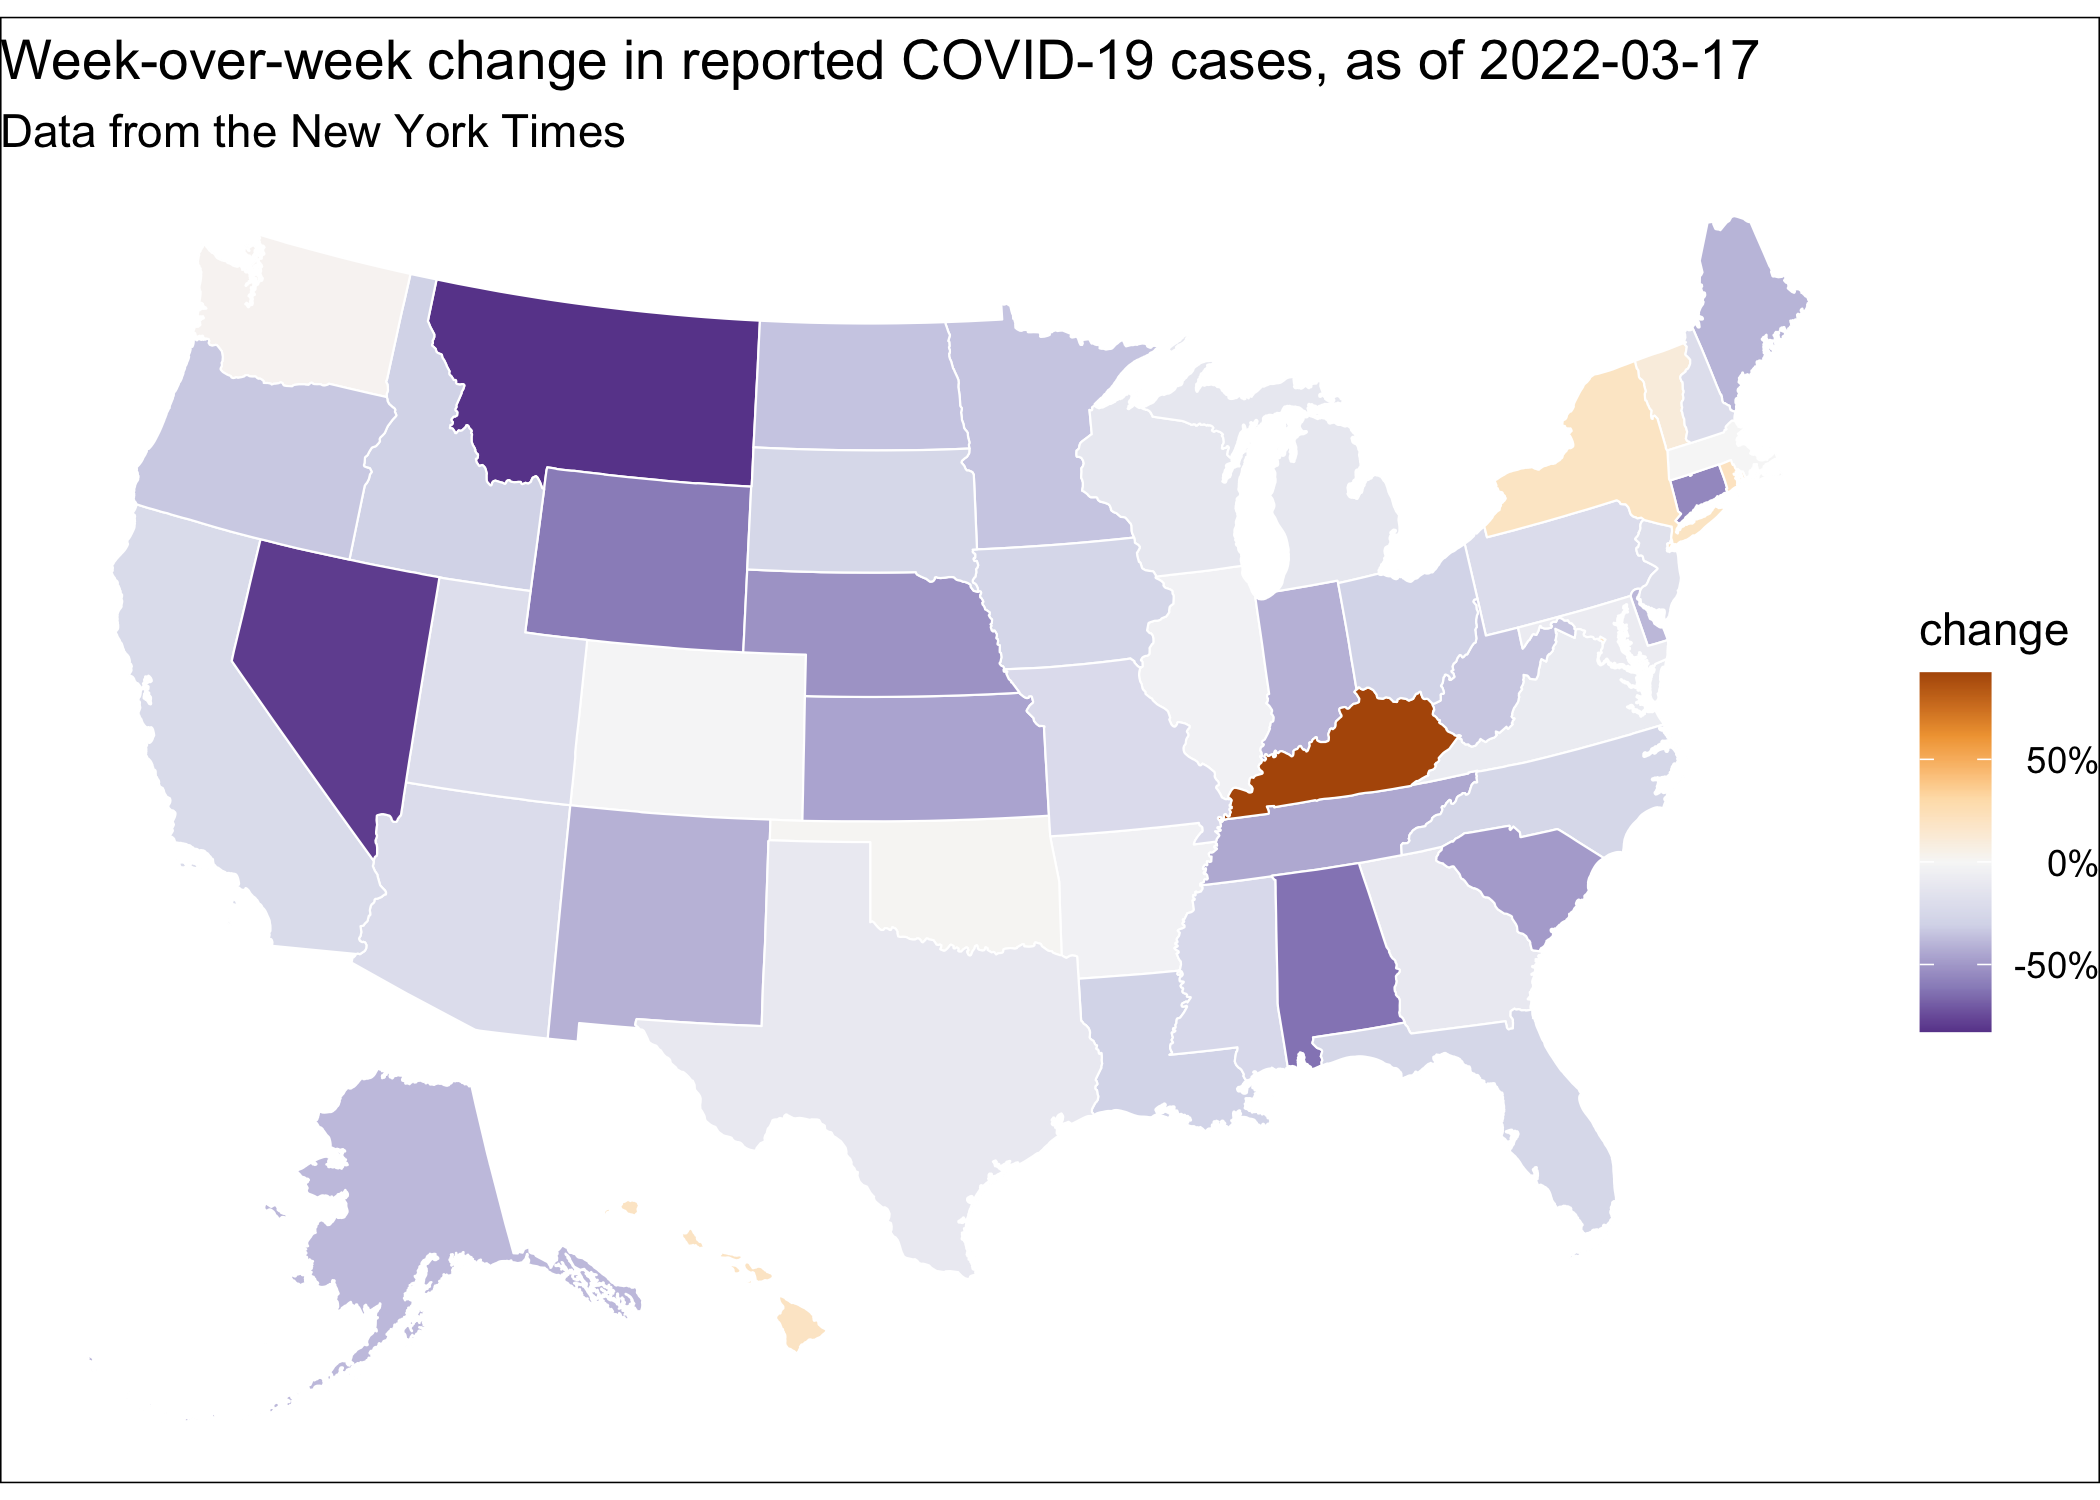 Week-over-week change in reported COVID-19 cases, as of 2022-03-17
Data from the New York Times
change
50%
0%
-50%